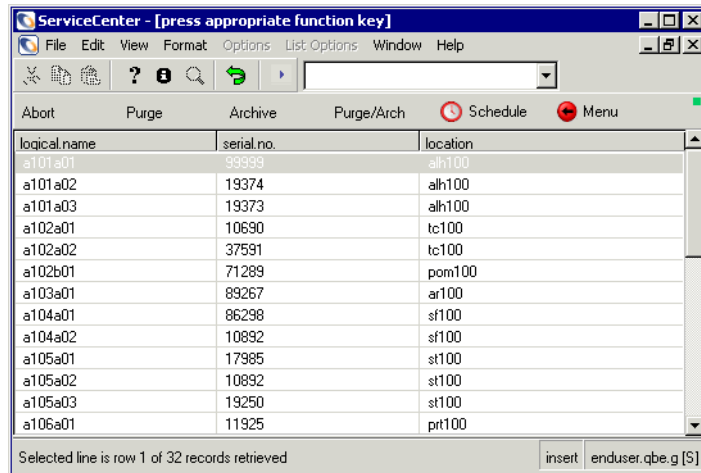 ServiceCenter - [press appropriate function key]
File Edit View Format Options List Options Window Help
Abort Purge Archive Purge/Arch Schedule Menu
logical.name serial.no. location
a101a01 99999 alh100
a101a02 19374 alh100
a101a03 19373 alh100
a102a01 10690 tc100
a102a02 37591 tc100
a102b01 71289 pom100
a103a01 89267 ar100
a104a01 86298 sf100
a104a02 10892 sf100
a105a01 17985 st100
a105a02 10892 st100
a105a03 19250 st100
a106a01 11925 prt100
Selected line is row 1 of 32 records retrieved insert enduser.qbe.g [S]